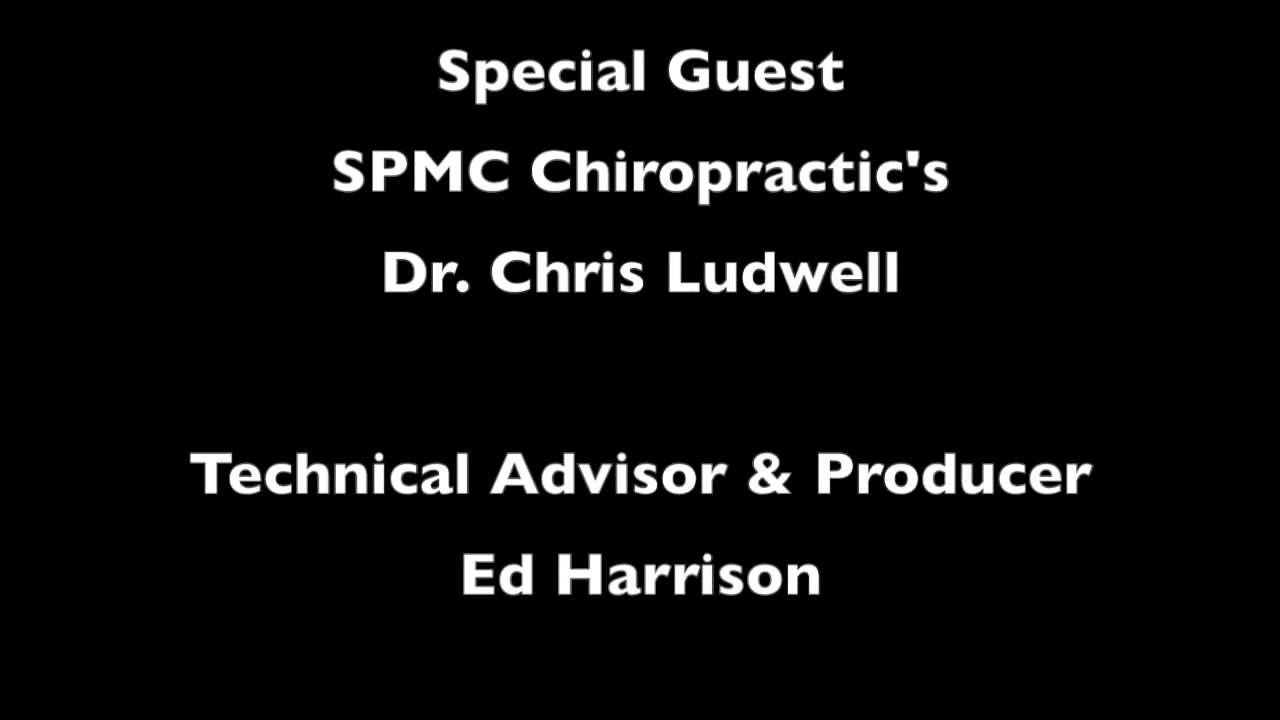 Special Guest
SPMC Chiropractic's
Dr. Chris Ludwell
Technical Advisor & Producer
Ed Harrison